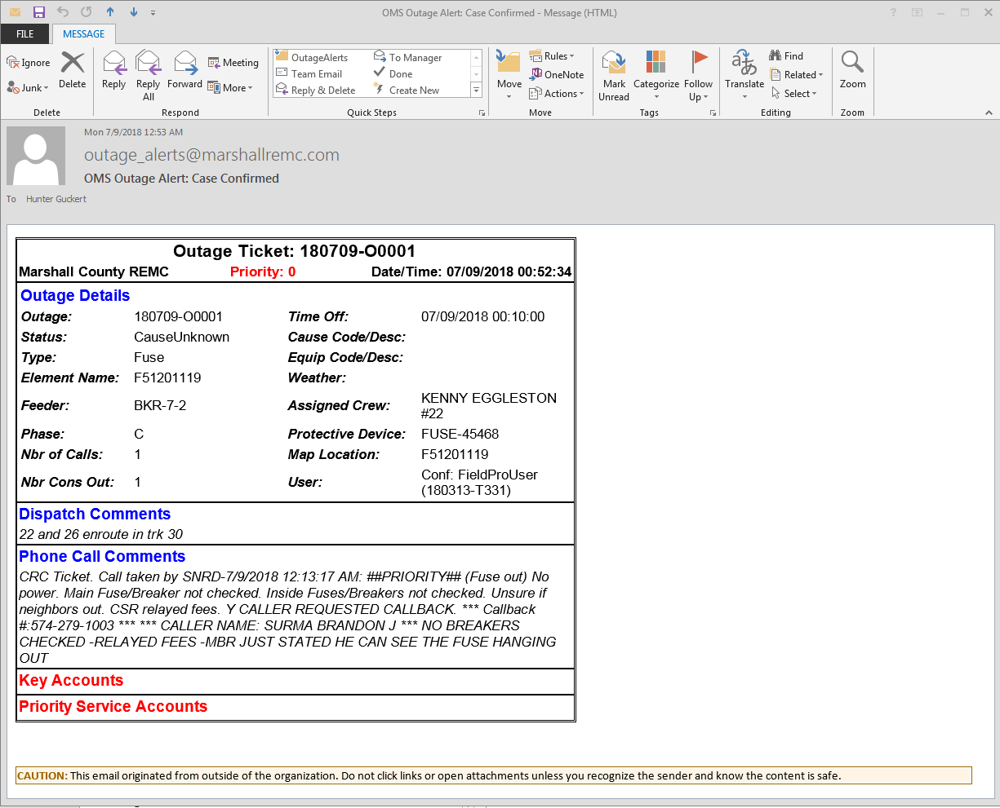 OMS Outage Alert: Case Confirmed - Message (HTML)
FILE MESSAGE
Ignore
Junk
Delete
Delete
Reply
Reply All
Forward
Meeting
More
Respond
OutageAlerts
Team Email
Reply & Delete
To Manager
Done
Create New
Quick Steps
Move
Rules
OneNote
Actions
Move
Mark Unread
Categorize
Follow Up
Tags
Translate
Find
Related
Select
Editing
Zoom
Zoom
Mon 7/9/2018 12:53 AM
outage_alerts@marshallremc.com
OMS Outage Alert: Case Confirmed
To Hunter Guckert
Outage Ticket: 180709-O0001
Marshall County REMC Priority: 0 Date/Time: 07/09/2018 00:52:34
Outage Details
Outage: 180709-O0001 Time Off: 07/09/2018 00:10:00
Status: CauseUnknown Cause Code/Desc:
Type: Fuse Equip Code/Desc:
Element Name: F51201119 Weather:
Feeder: BKR-7-2 Assigned Crew: KENNY EGGLESTON
#22
Phase: C Protective Device: FUSE-45468
Nbr of Calls: 1 Map Location: F51201119
Nbr Cons Out: 1 User: Conf: FieldProUser
(180313-T331)
Dispatch Comments
22 and 26 enroute in trk 30
Phone Call Comments
CRC Ticket. Call taken by SNRD-7/9/2018 12:13:17 AM: ##PRIORITY## (Fuse out) No
power. Main Fuse/Breaker not checked. Inside Fuses/Breakers not checked. Unsure if
neighbors out. CSR relayed fees. Y CALLER REQUESTED CALLBACK. *** Callback
#:574-279-1003 *** *** CALLER NAME: SURMA BRANDON J *** NO BREAKERS
CHECKED -RELAYED FEES -MBR JUST STATED HE CAN SEE THE FUSE HANGING
OUT
Key Accounts
Priority Service Accounts
CAUTION: This email originated from outside of the organization. Do not click links or open attachments unless you recognize the sender and know the content is safe.